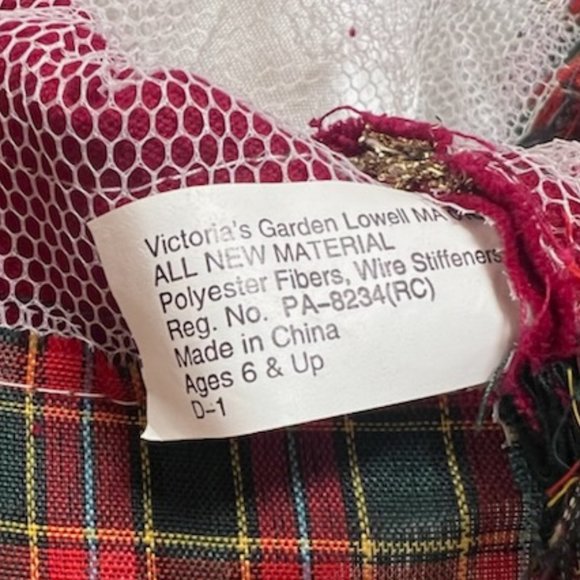 Victoria's Garden Lowell MA
ALL NEW MATERIAL
Polyester Fibers, Wire Stiffeners
Reg. No. PA-8234(RC)
Made in China
Ages 6 & Up
D-1